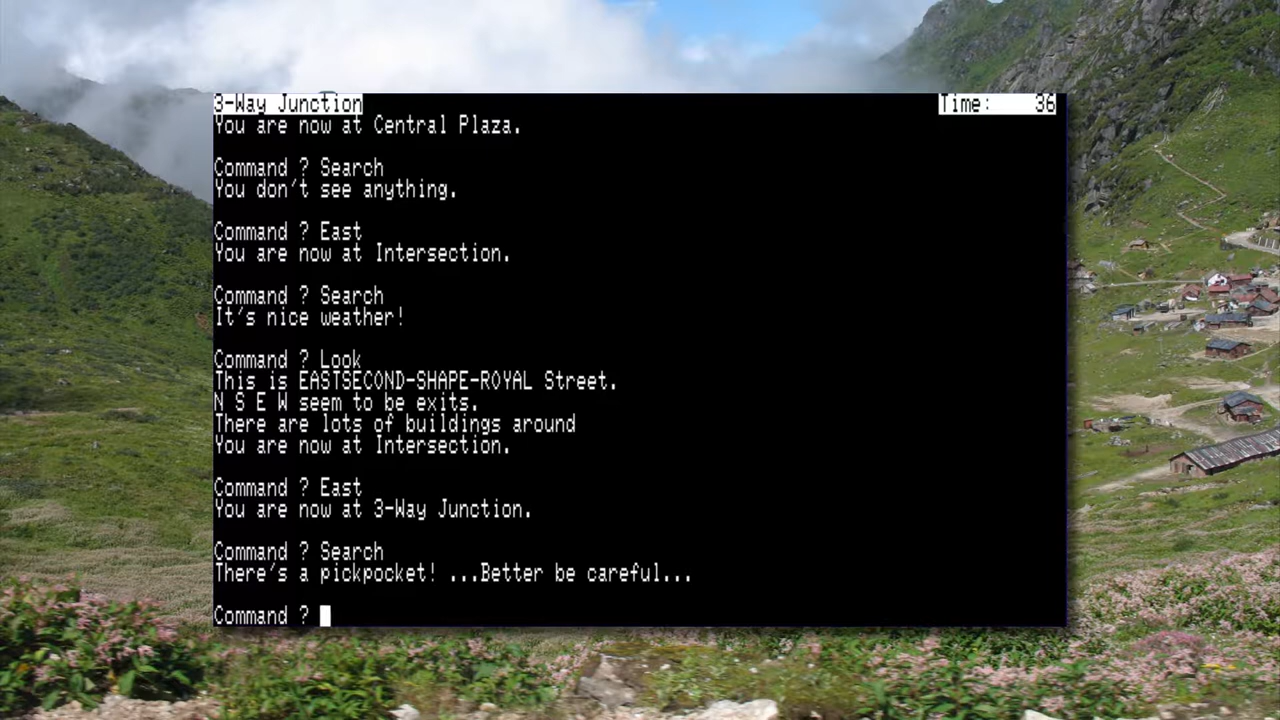 3-Way Junction Time: 36
You are now at Central Plaza.
Command ? Search
You don't see anything.
Command ? East
You are now at Intersection.
Command ? Search
It's nice weather!
Command ? Look
This is EASTSECOND-SHAPE-ROYAL Street.
N S E W seem to be exits.
There are lots of buildings around
You are now at Intersection.
Command ? East
You are now at 3-Way Junction.
Command ? Search
There's a pickpocket! ...Better be careful...
Command ?